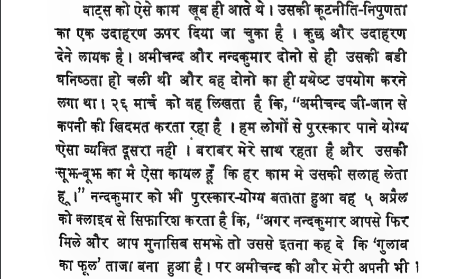 वाट्स को ऐसे काम खूब ही आते थे । उसकी कूटनीति-निपुणता
का एक उदाहरण ऊपर दिया जा चुका है । कुछ और उदाहरण
देने लायक है । अमीचन्द और नन्दकुमार दोनो से ही उसकी बडी
घनिष्ठता हो चली थी और वह दोनो का ही यथेष्ट उपयोग करने
लगा था । २६ मार्च को वह लिखता है कि, “अमीचन्द जी-जान से
कपनी की खिदमत करता रहा है । हम लोगों से पुरस्कार पाने योग्य
ऐसा व्यक्ति दूसरा नही । बराबर मेरे साथ रहता है और उसकी
सूझ-बूझ का मै ऐसा कायल हूँ कि हर काम मे उसकी सलाह लेता
हू ।” नन्दकुमार को भी पुरस्कार-योग्य बताता हुआ वह ५ अप्रैल
को क्लाइव से सिफारिश करता है कि, “अगर नन्दकुमार आपसे फिर
मिले और आप मुनासिब समझे तो उससे इतना कह दे कि ‘गुलाब
का फूल’ ताजा बना हुआ है । पर अमीचन्द की और मेरी अपनी भी